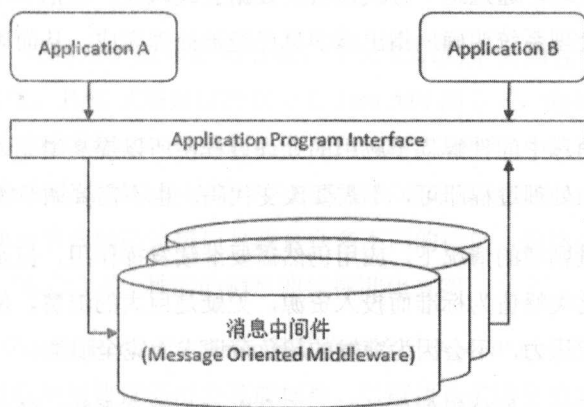 Application A
Application B
Application Program Interface
消息中间件
(Message Oriented Middleware)